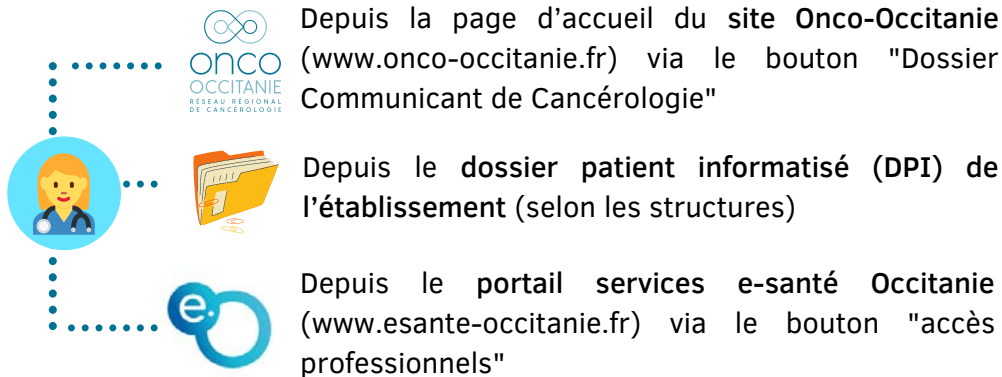 Depuis la page d'accueil du site Onco-Occitanie
(www.onco-occitanie.fr) via le bouton "Dossier
Communicant de Cancérologie"
onco
OCCITANIE
RÉSEAU RÉGIONAL
DE CANCÉROLOGIE
Depuis le dossier patient informatisé (DPI) de
l'établissement (selon les structures)
Depuis le portail services e-santé Occitanie
(www.esante-occitanie.fr) via le bouton "accès
professionnels"
e.